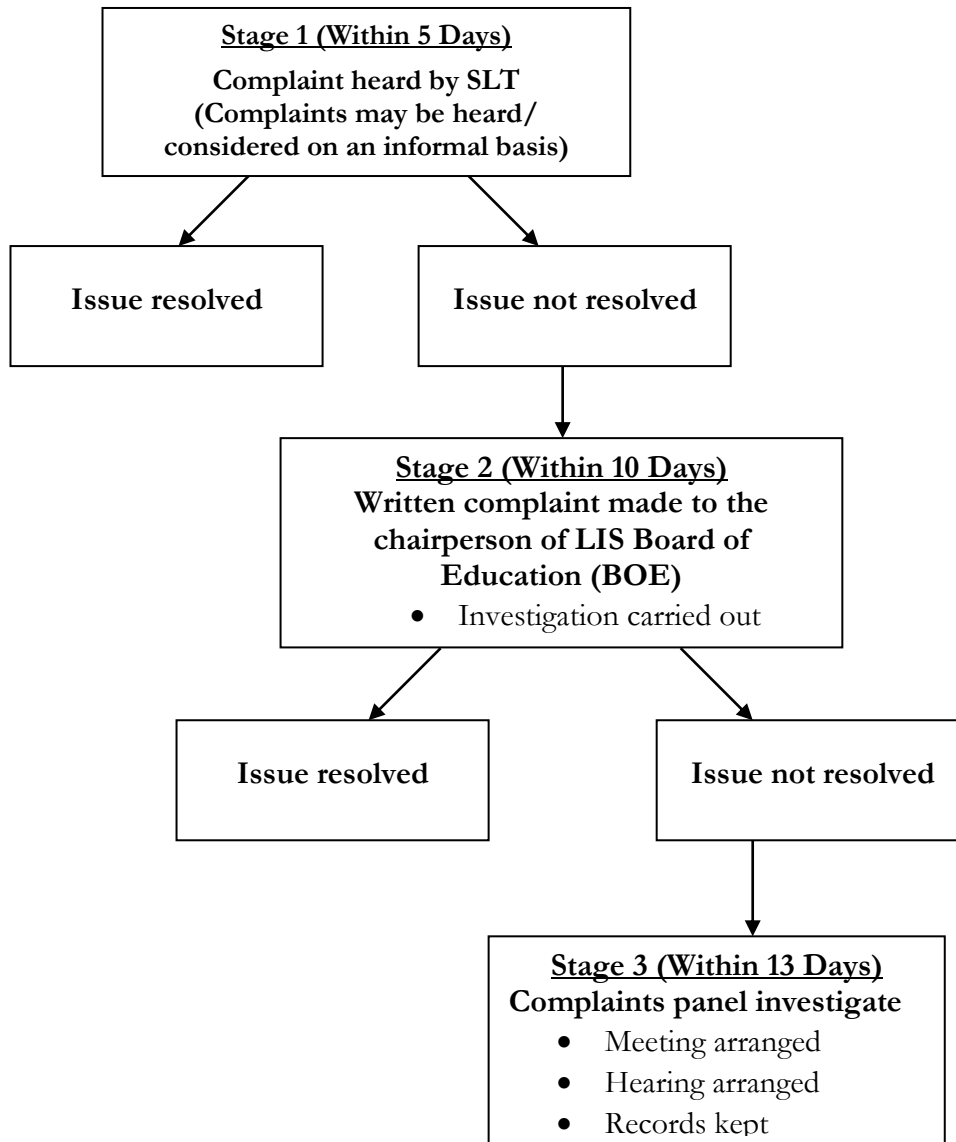 Stage 1 (Within 5 Days)
Complaint heard by SLT
(Complaints may be heard/
considered on an informal basis)
Issue resolved
Issue not resolved
Stage 2 (Within 10 Days)
Written complaint made to the
chairperson of LIS Board of
Education (BOE)
• Investigation carried out
Issue resolved
Issue not resolved
Stage 3 (Within 13 Days)
Complaints panel investigate
• Meeting arranged
• Hearing arranged
• Records kept